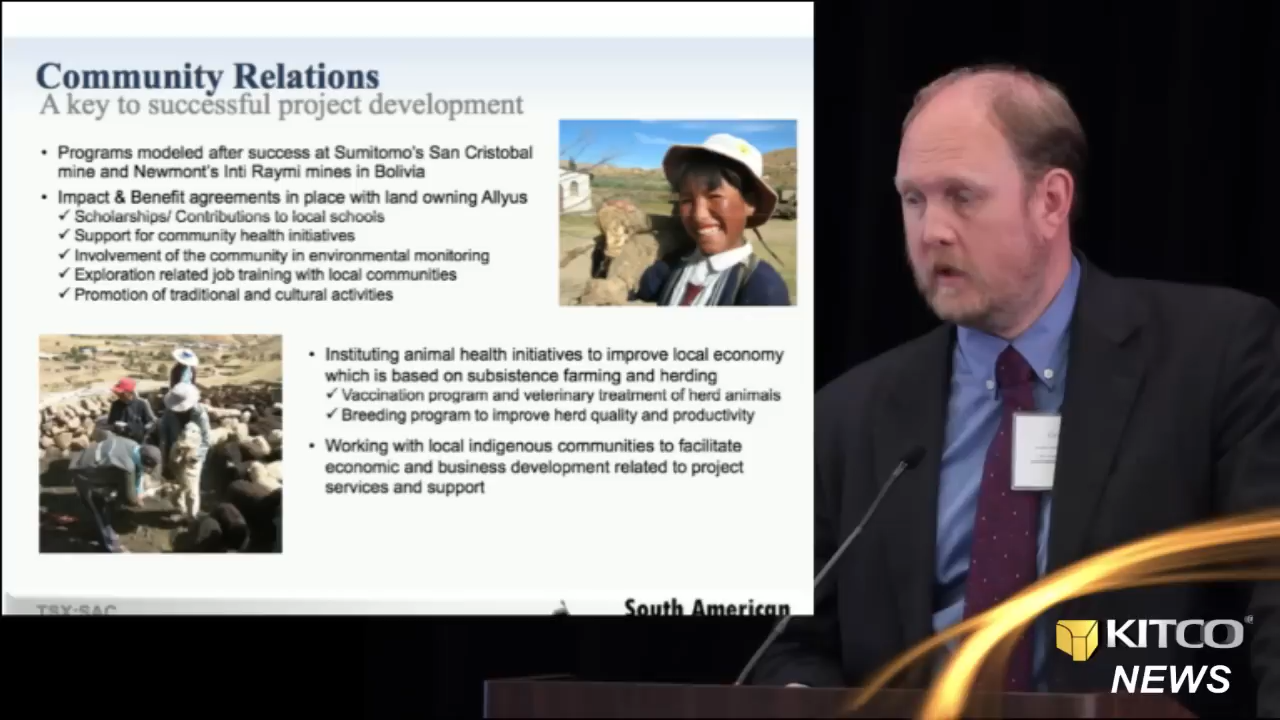 Community Relations
A key to successful project development
• Programs modeled after success at Sumitomo's San Cristobal
mine and Newmont's Inti Raymi mines in Bolivia
• Impact & Benefit agreements in place with land owning Allyus
✓ Scholarships/ Contributions to local schools
✓ Support for community health initiatives
✓ Involvement of the community in environmental monitoring
✓ Exploration related job training with local communities
✓ Promotion of traditional and cultural activities
• Instituting animal health initiatives to improve local economy
which is based on subsistence farming and herding
✓ Vaccination program and veterinary treatment of herd animals
✓ Breeding program to improve herd quality and productivity
• Working with local indigenous communities to facilitate
economic and business development related to project
services and support
TSX:SAC
South American
KITCO®
NEWS